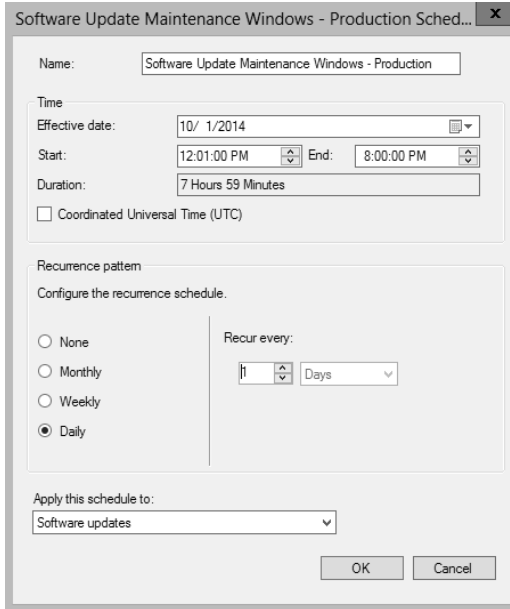 Software Update Maintenance Windows - Production Sched... x
Name: Software Update Maintenance Windows - Production
Time
Effective date: 10/ 1/2014
Start: 12:01:00 PM End: 8:00:00 PM
Duration: 7 Hours 59 Minutes
Coordinated Universal Time (UTC)
Recurrence pattern
Configure the recurrence schedule.
None
Recur every:
Monthly
1 Days
Weekly
Daily
Apply this schedule to:
Software updates
OK Cancel